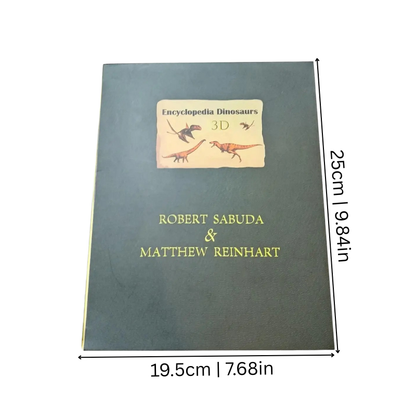 Encyclopedia Dinosaurs
3D
ROBERT SABUDA
&
MATTHEW REINHART
25cm | 9.84in
19.5cm | 7.68in